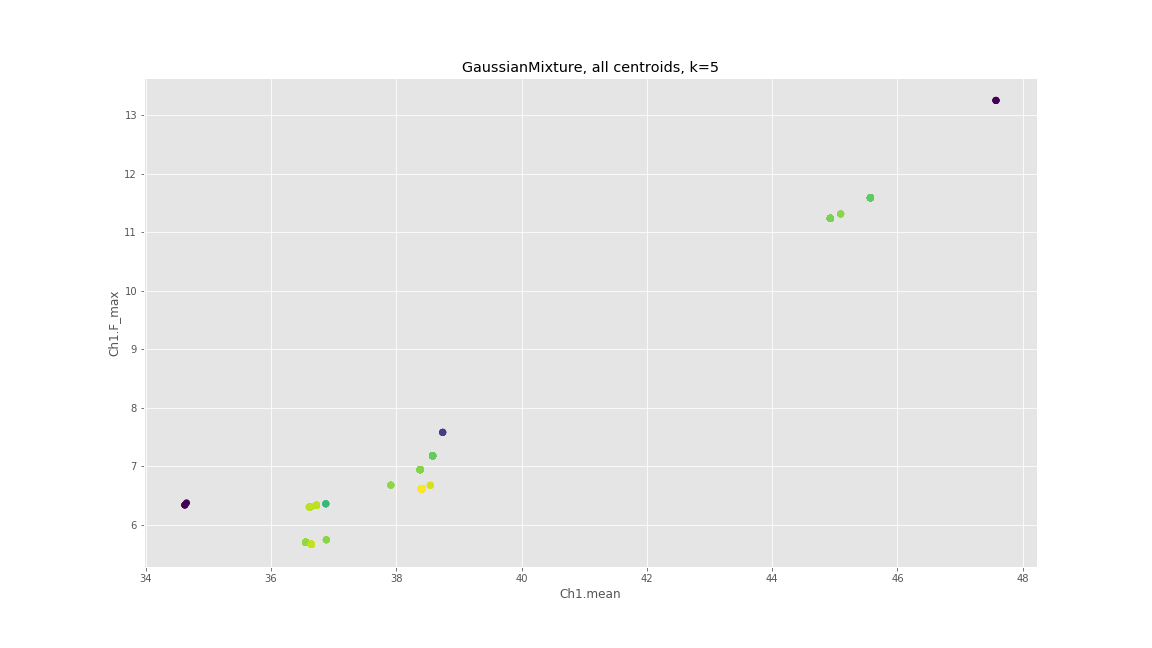 GaussianMixture, all centroids, k=5
13
12
11
10
9
8
7
6
Ch1.F_max
34 36 38 40 42 44 46 48
Ch1.mean